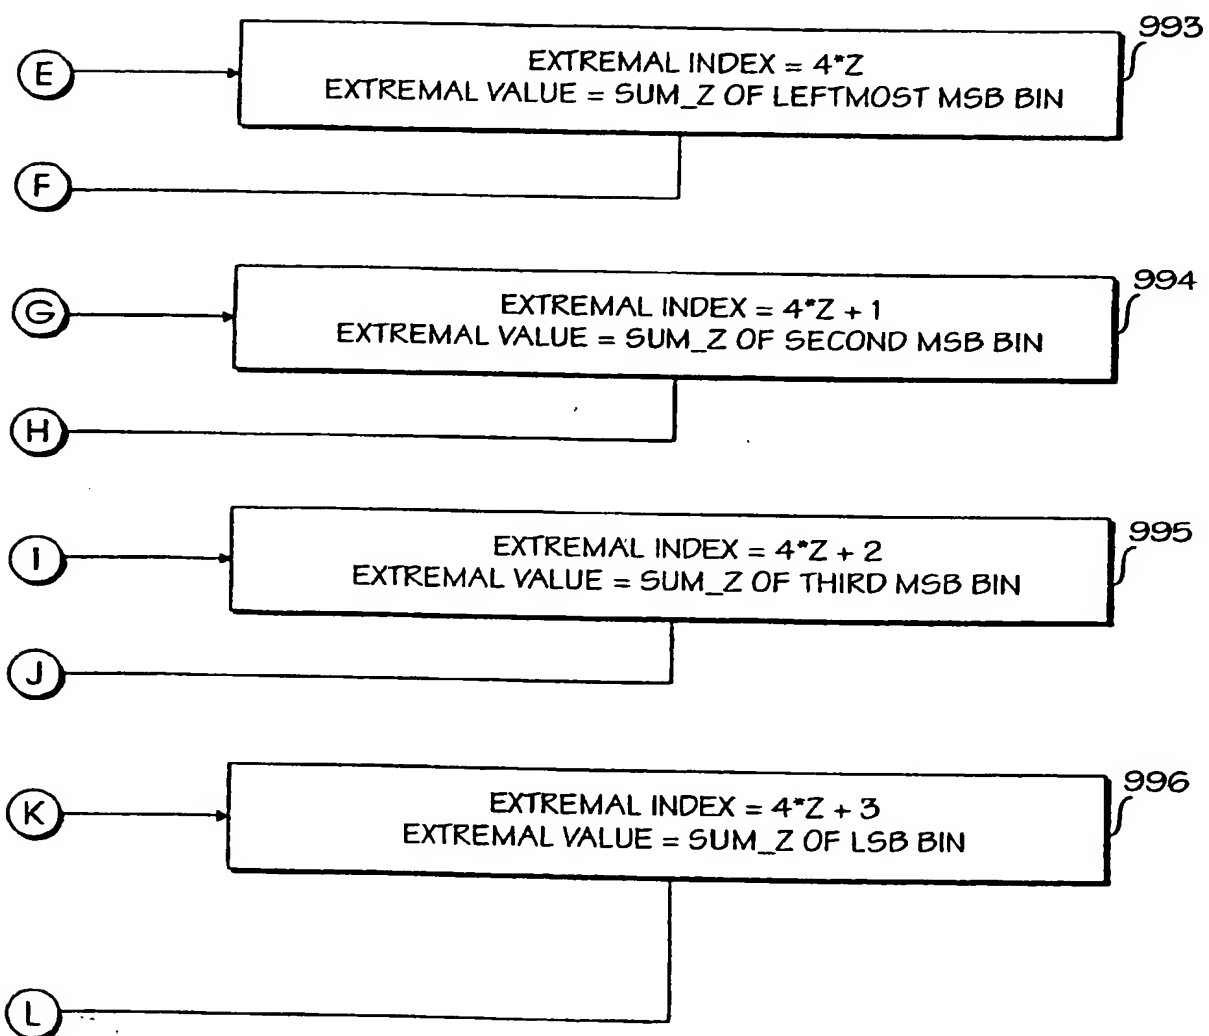 993
E
EXTREMAL INDEX = 4*Z
EXTREMAL VALUE = SUM_Z OF LEFTMOST MSB BIN
F
994
G
EXTREMAL INDEX = 4*Z + 1
EXTREMAL VALUE = SUM_Z OF SECOND MSB BIN
H
995
I
EXTREMAL INDEX = 4*Z + 2
EXTREMAL VALUE = SUM_Z OF THIRD MSB BIN
J
996
K
EXTREMAL INDEX = 4*Z + 3
EXTREMAL VALUE = SUM_Z OF LSB BIN
L